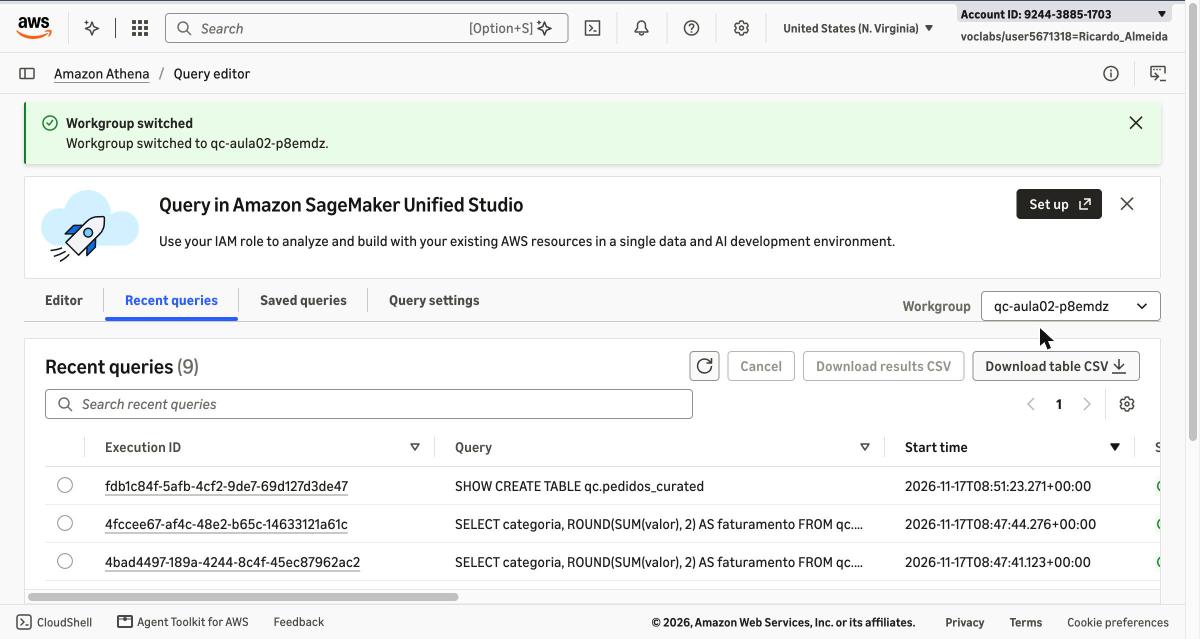 aws
Search
[Option+S]
United States (N. Virginia)
Account ID: 9244-3885-1703
voclabs/user5671318=Ricardo_Almeida
Amazon Athena / Query editor
Workgroup switched
Workgroup switched to qc-aula02-p8emdz.
Query in Amazon SageMaker Unified Studio
Set up
Use your IAM role to analyze and build with your existing AWS resources in a single data and AI development environment.
Editor Recent queries Saved queries Query settings
Workgroup qc-aula02-p8emdz
Recent queries (9)
Cancel Download results CSV Download table CSV
Search recent queries
1
Execution ID Query Start time S
fdb1c84f-5afb-4cf2-9de7-69d127d3de47 SHOW CREATE TABLE qc.pedidos_curated 2026-11-17T08:51:23.271+00:00
4fccee67-af4c-48e2-b65c-14633121a61c SELECT categoria, ROUND(SUM(valor), 2) AS faturamento FROM qc.... 2026-11-17T08:47:44.276+00:00
4bad4497-189a-4244-8c4f-45ec87962ac2 SELECT categoria, ROUND(SUM(valor), 2) AS faturamento FROM qc.... 2026-11-17T08:47:41.123+00:00
CloudShell Agent Toolkit for AWS Feedback © 2026, Amazon Web Services, Inc. or its affiliates. Privacy Terms Cookie preferences